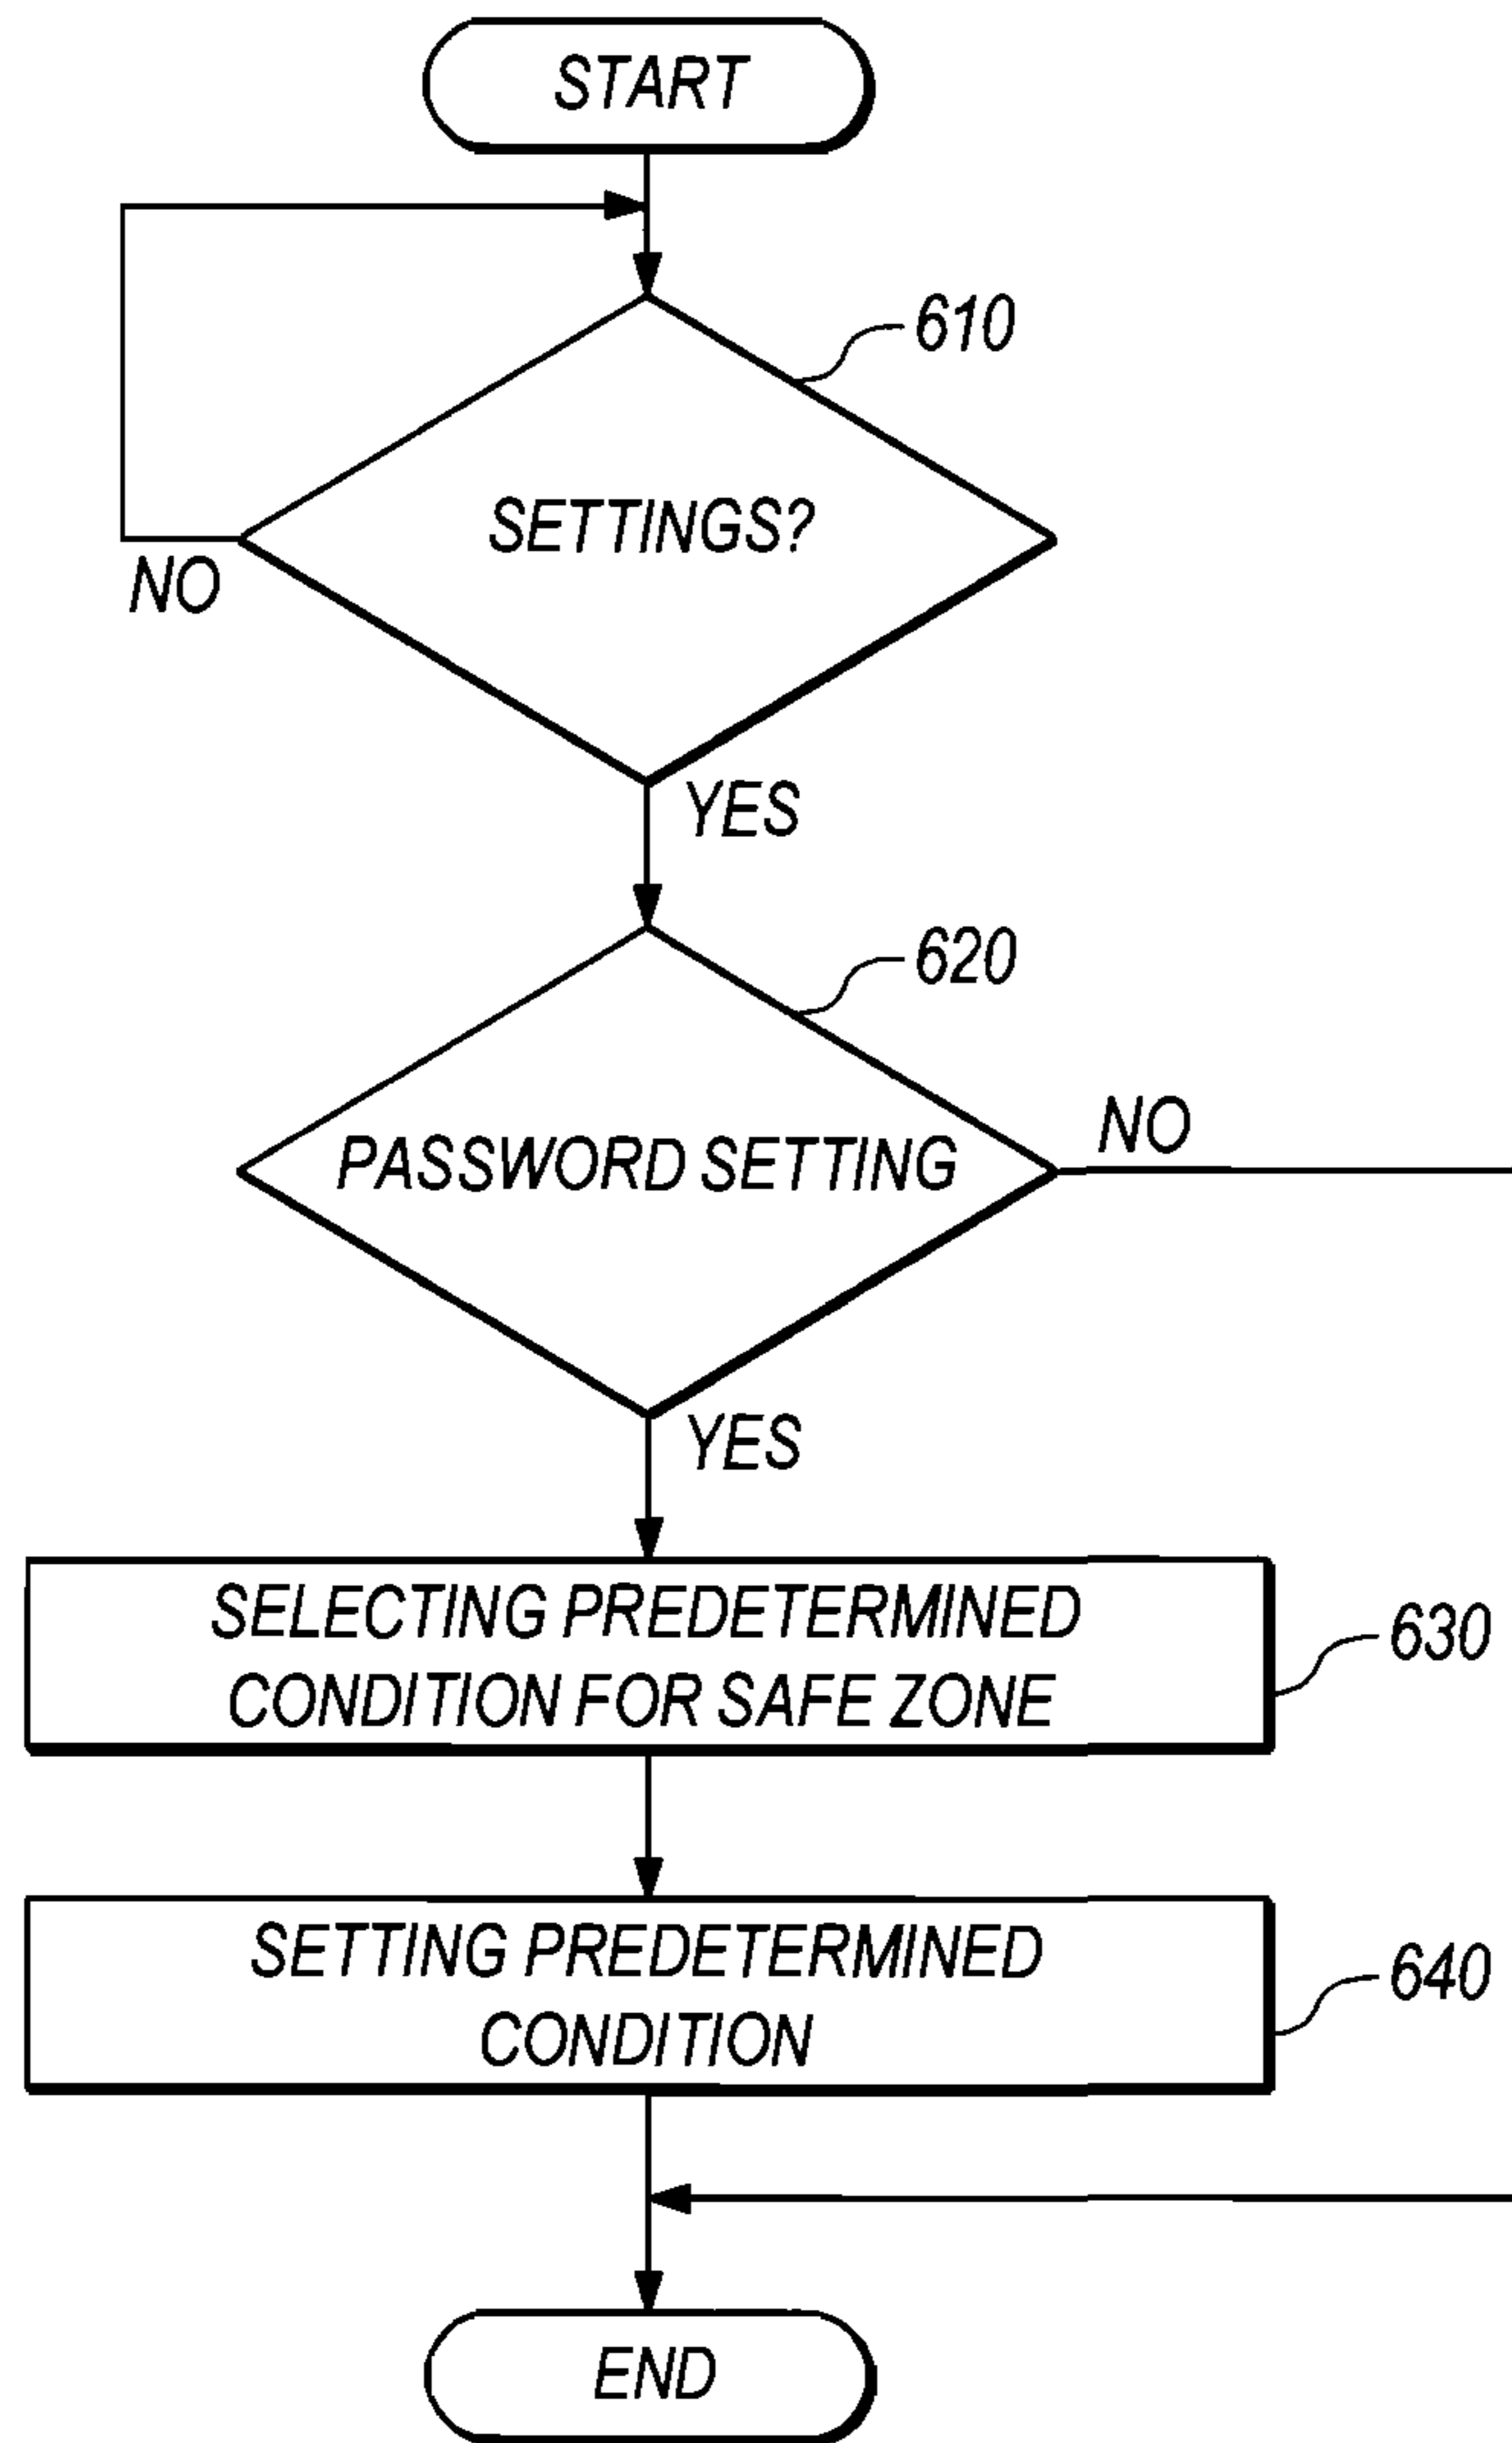 START
610
SETTINGS?
NO
YES
620
PASSWORD SETTING
NO
YES
SELECTING PREDETERMINED
CONDITION FOR SAFE ZONE
630
SETTING PREDETERMINED
CONDITION
640
END